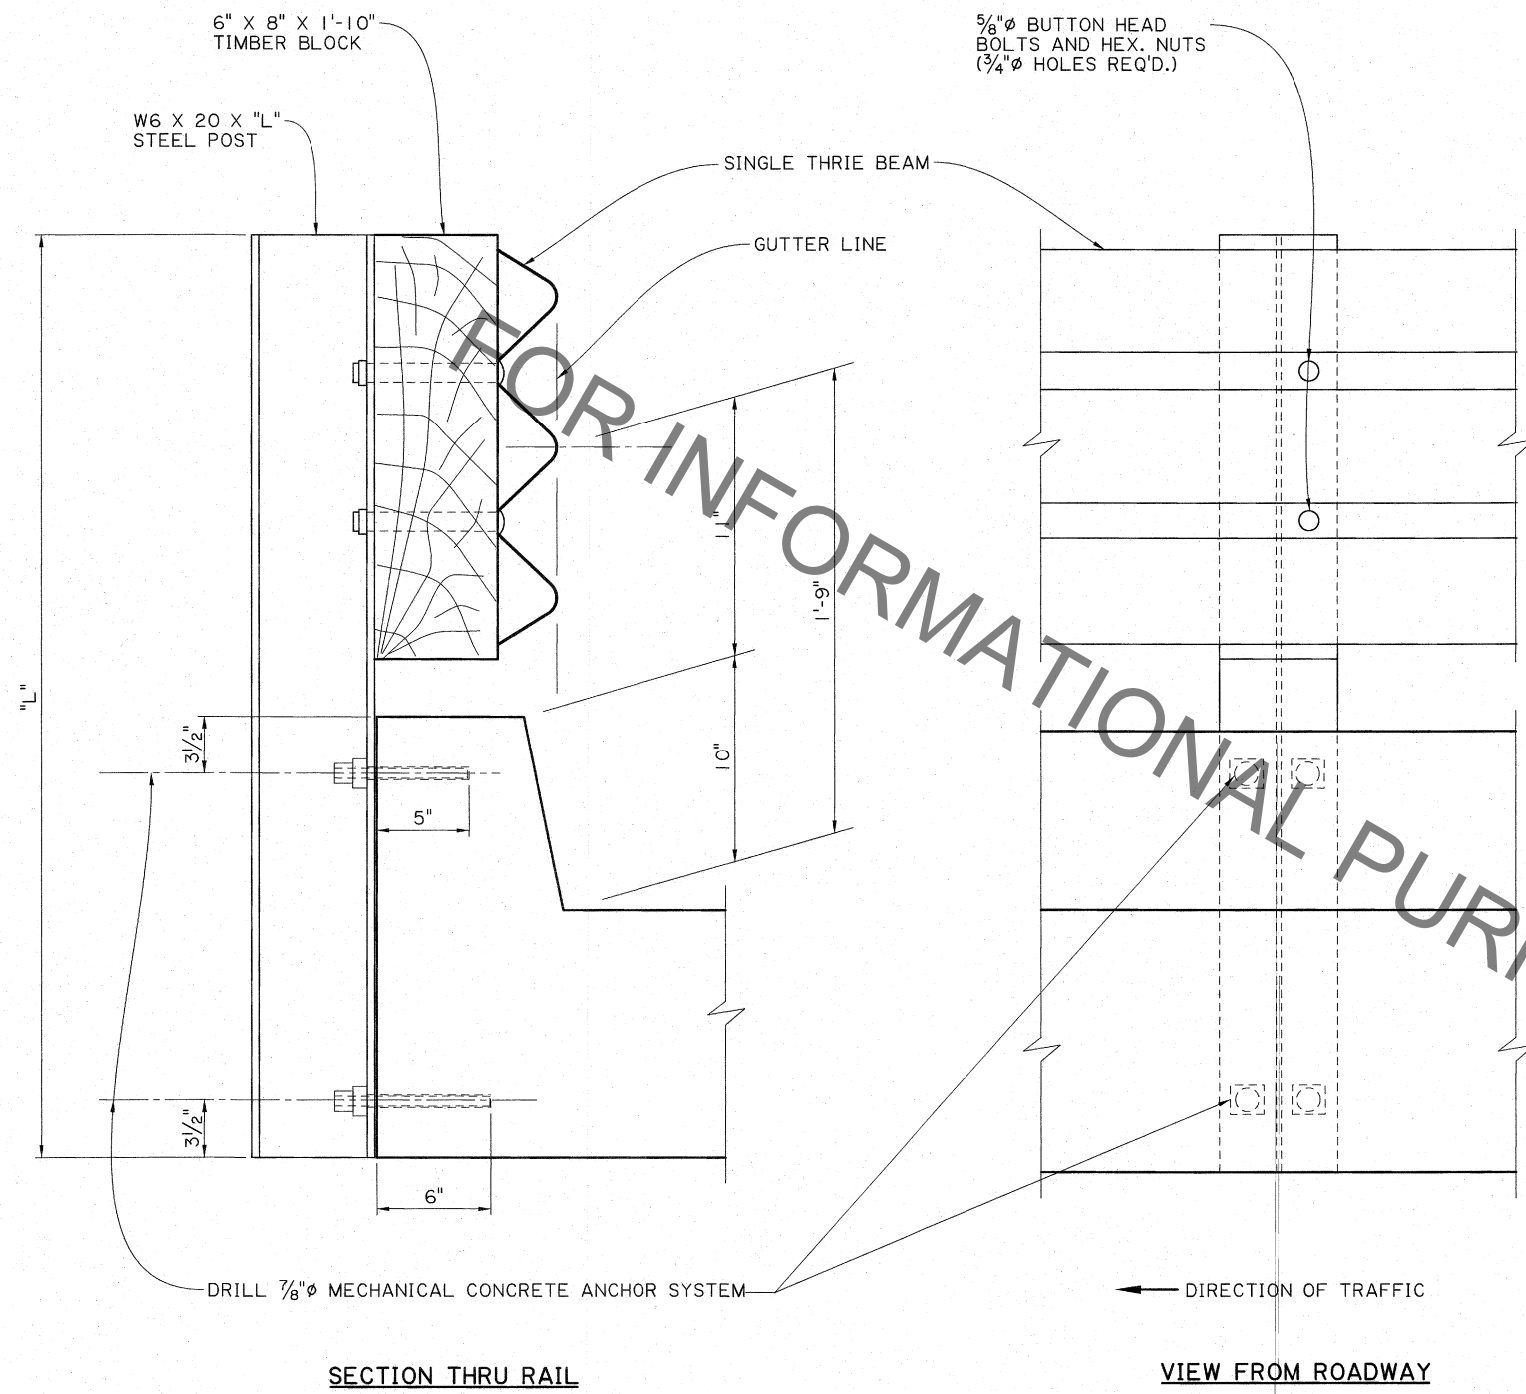 6" X 8" X 1'-10"
TIMBER BLOCK
5/8"ø BUTTON HEAD
BOLTS AND HEX. NUTS
(3/4"ø HOLES REQ'D.)
W6 X 20 X "L"
STEEL POST
SINGLE THRIE BEAM
GUTTER LINE
FOR INFORMATIONAL PUR
11"
1'-9"
"L"
3 1/2"
10"
5"
3 1/2"
6"
DRILL 7/8"ø MECHANICAL CONCRETE ANCHOR SYSTEM
DIRECTION OF TRAFFIC
SECTION THRU RAIL
VIEW FROM ROADWAY